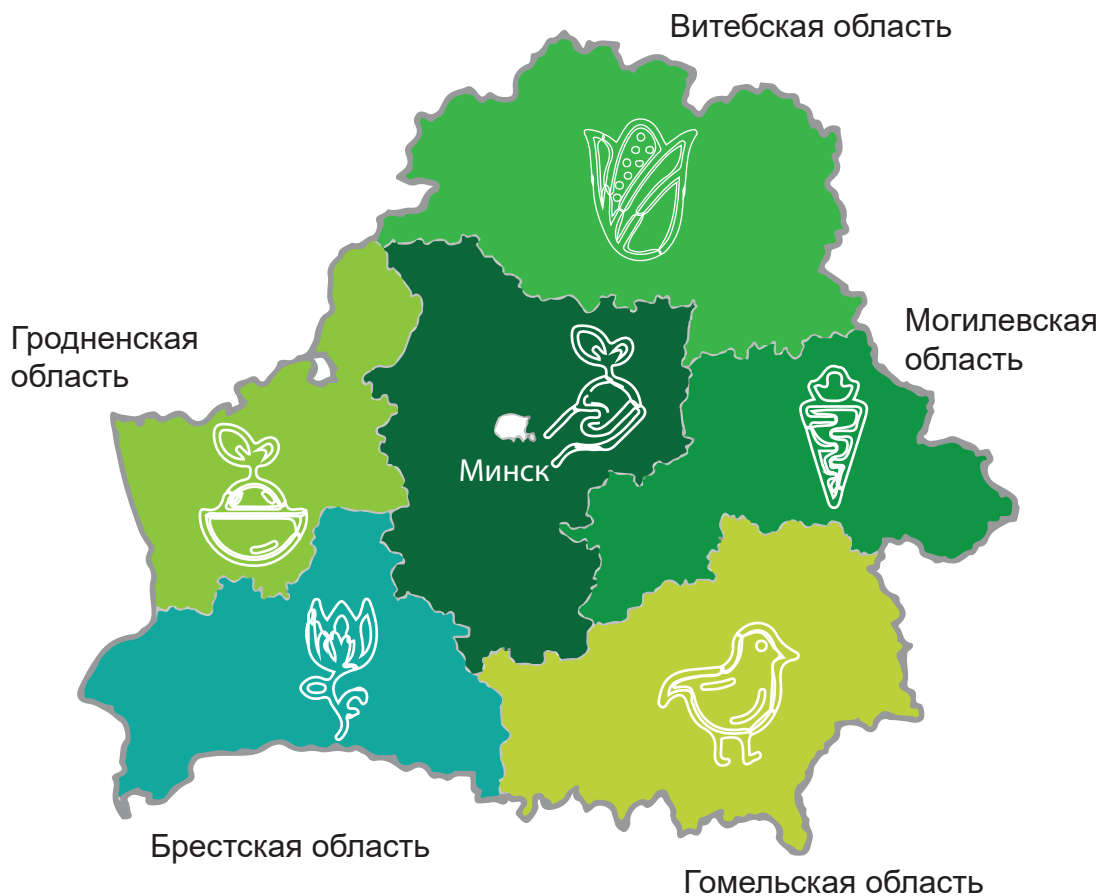 Витебская область
Гродненская
область
Могилевская
область
Минск
Брестская область
Гомельская область